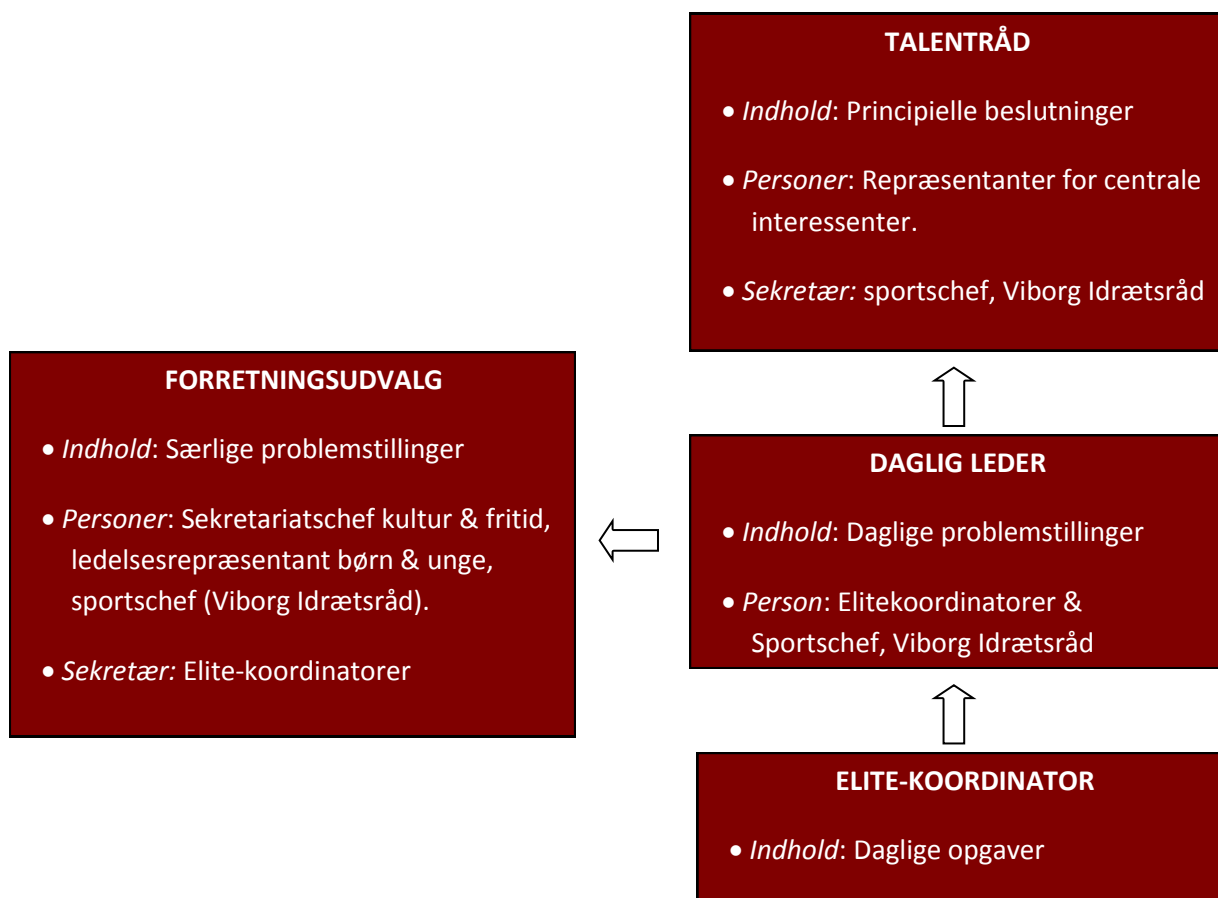 TALENTRÅD
• Indhold: Principielle beslutninger
• Personer: Repræsentanter for centrale
interessenter.
• Sekretær: sportschef, Viborg Idrætsråd
FORRETNINGSUDVALG
• Indhold: Særlige problemstillinger
• Personer: Sekretariatschef kultur & fritid,
ledelsesrepræsentant børn & unge,
sportschef (Viborg Idrætsråd).
• Sekretær: Elite-koordinatorer
DAGLIG LEDER
• Indhold: Daglige problemstillinger
• Person: Elitekoordinatorer &
Sportschef, Viborg Idrætsråd
ELITE-KOORDINATOR
• Indhold: Daglige opgaver